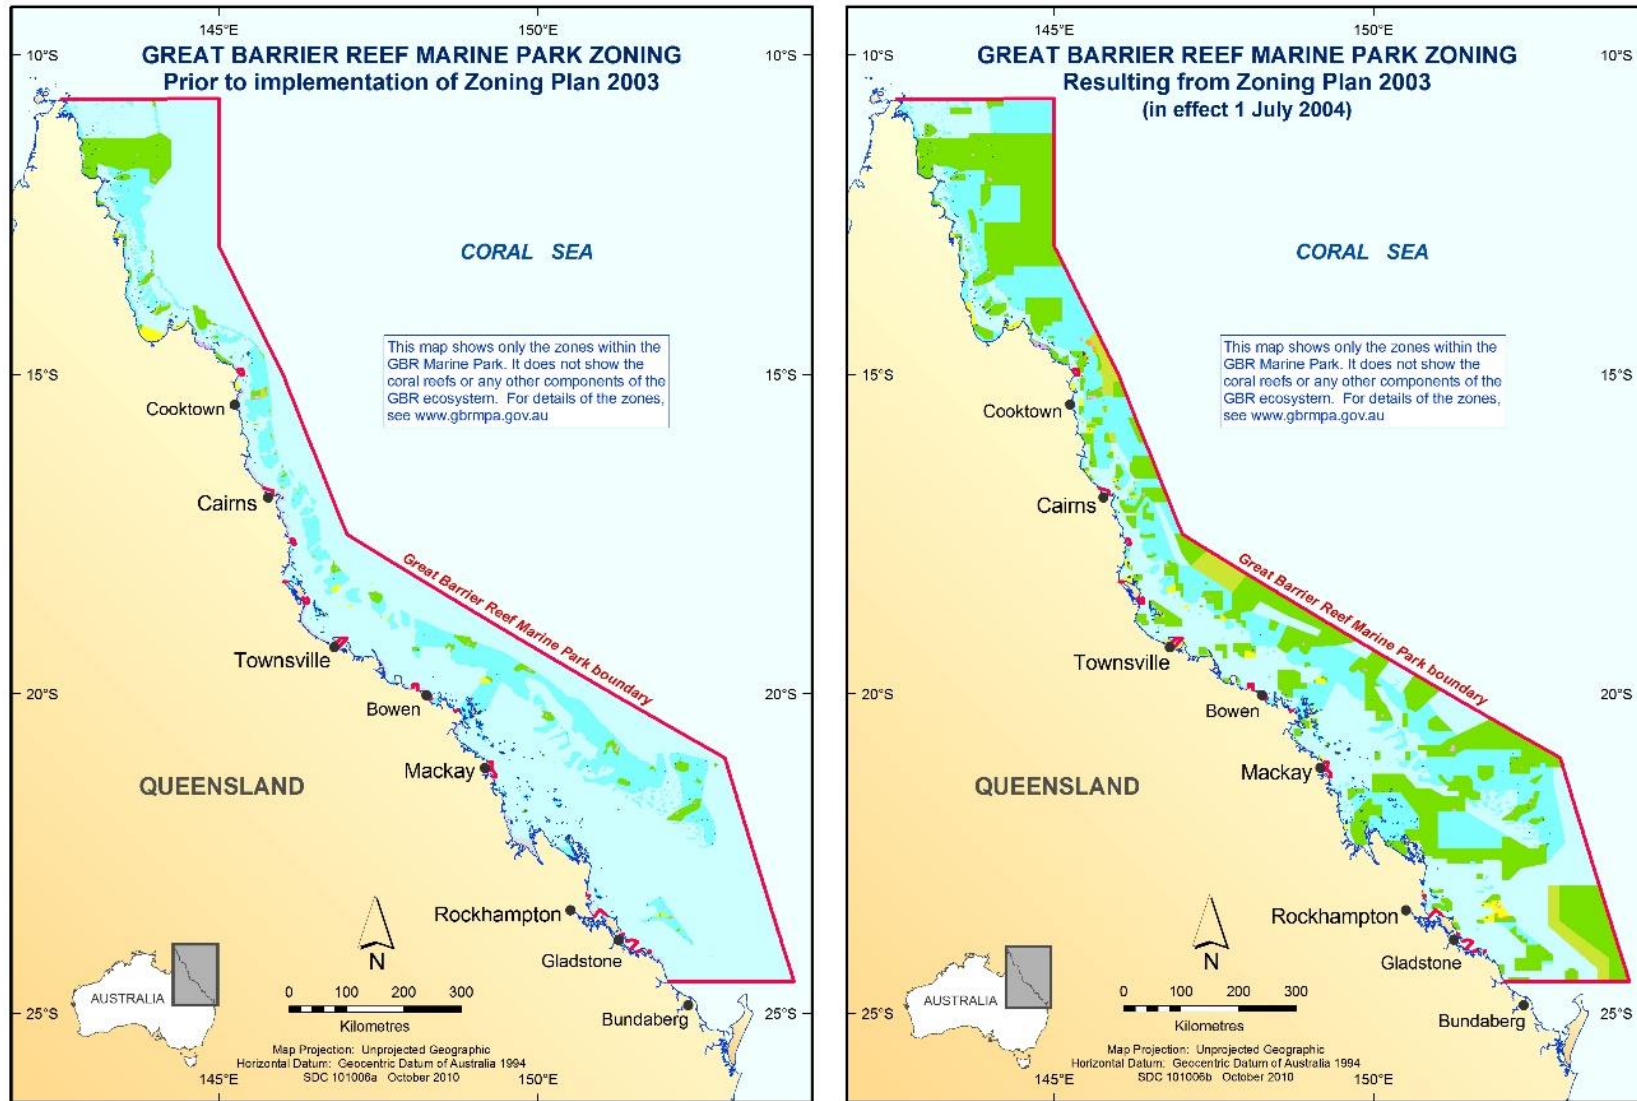 145°E
150°E
10°S
10°S
GREAT BARRIER REEF MARINE PARK ZONING
Prior to implementation of Zoning Plan 2003
CORAL SEA
This map shows only the zones within the
GBR Marine Park. It does not show the
coral reefs or any other components of the
GBR ecosystem. For details of the zones,
see www.gbrmpa.gov.au
15°S
15°S
Cooktown
Cairns
Great Barrier Reef Marine Park boundary
Townsville
20°S
20°S
Bowen
Mackay
QUEENSLAND
Rockhampton
Gladstone
N
AUSTRALIA
0 100 200 300
Kilometres
25°S
25°S
Bundaberg
Map Projection: Unprojected Geographic
Horizontal Datum: Geocentric Datum of Australia 1994
SDC 101006a October 2010
145°E
150°E
145°E
150°E
10°S
10°S
GREAT BARRIER REEF MARINE PARK ZONING
Resulting from Zoning Plan 2003
(in effect 1 July 2004)
CORAL SEA
This map shows only the zones within the
GBR Marine Park. It does not show the
coral reefs or any other components of the
GBR ecosystem. For details of the zones,
see www.gbrmpa.gov.au
15°S
15°S
Cooktown
Cairns
Great Barrier Reef Marine Park boundary
Townsville
20°S
20°S
Bowen
Mackay
QUEENSLAND
Rockhampton
Gladstone
N
AUSTRALIA
0 100 200 300
Kilometres
25°S
25°S
Bundaberg
Map Projection: Unprojected Geographic
Horizontal Datum: Geocentric Datum of Australia 1994
SDC 101006b October 2010
145°E
150°E